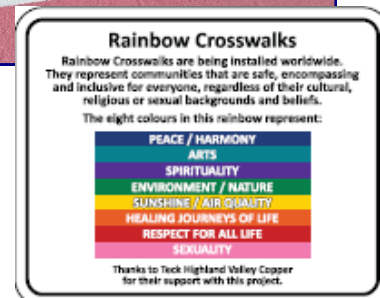 Rainbow Crosswalks
Rainbow Crosswalks are being installed worldwide.
They represent communities that are safe, encompassing
and inclusive for everyone, regardless of their cultural,
religious or sexual backgrounds and beliefs.
The eight colours in this rainbow represent:
PEACE / HARMONY
ARTS
SPIRITUALITY
ENVIRONMENT / NATURE
SUNSHINE / AIR QUALITY
HEALING JOURNEYS OF LIFE
RESPECT FOR ALL LIFE
SEXUALITY
Thanks to Teck Highland Valley Copper
for their support with this project.